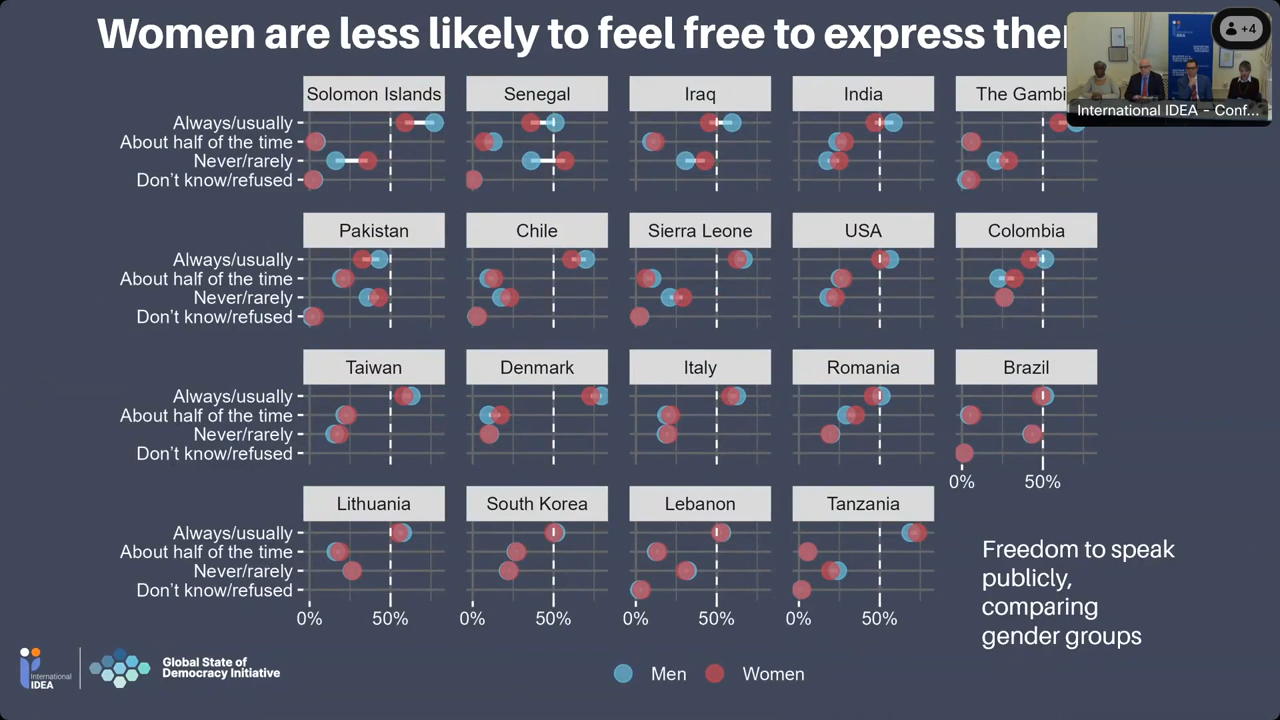 Women are less likely to feel free to express
+4
International IDEA – Conf...
Solomon Islands Senegal Iraq India The
Always/usually
About half of the time
Never/rarely
Don't know/refused
Pakistan Chile Sierra Leone USA Colombia
Always/usually
About half of the time
Never/rarely
Don't know/refused
Taiwan Denmark Italy Romania Brazil
Always/usually
About half of the time
Never/rarely
Don't know/refused
0% 50%
Lithuania South Korea Lebanon Tanzania
Always/usually
About half of the time
Never/rarely
Don't know/refused
0% 50% 0% 50% 0% 50% 0% 50%
Freedom to speak
publicly,
comparing
gender groups
International
IDEA
Global State of
Democracy Initiative
Men Women